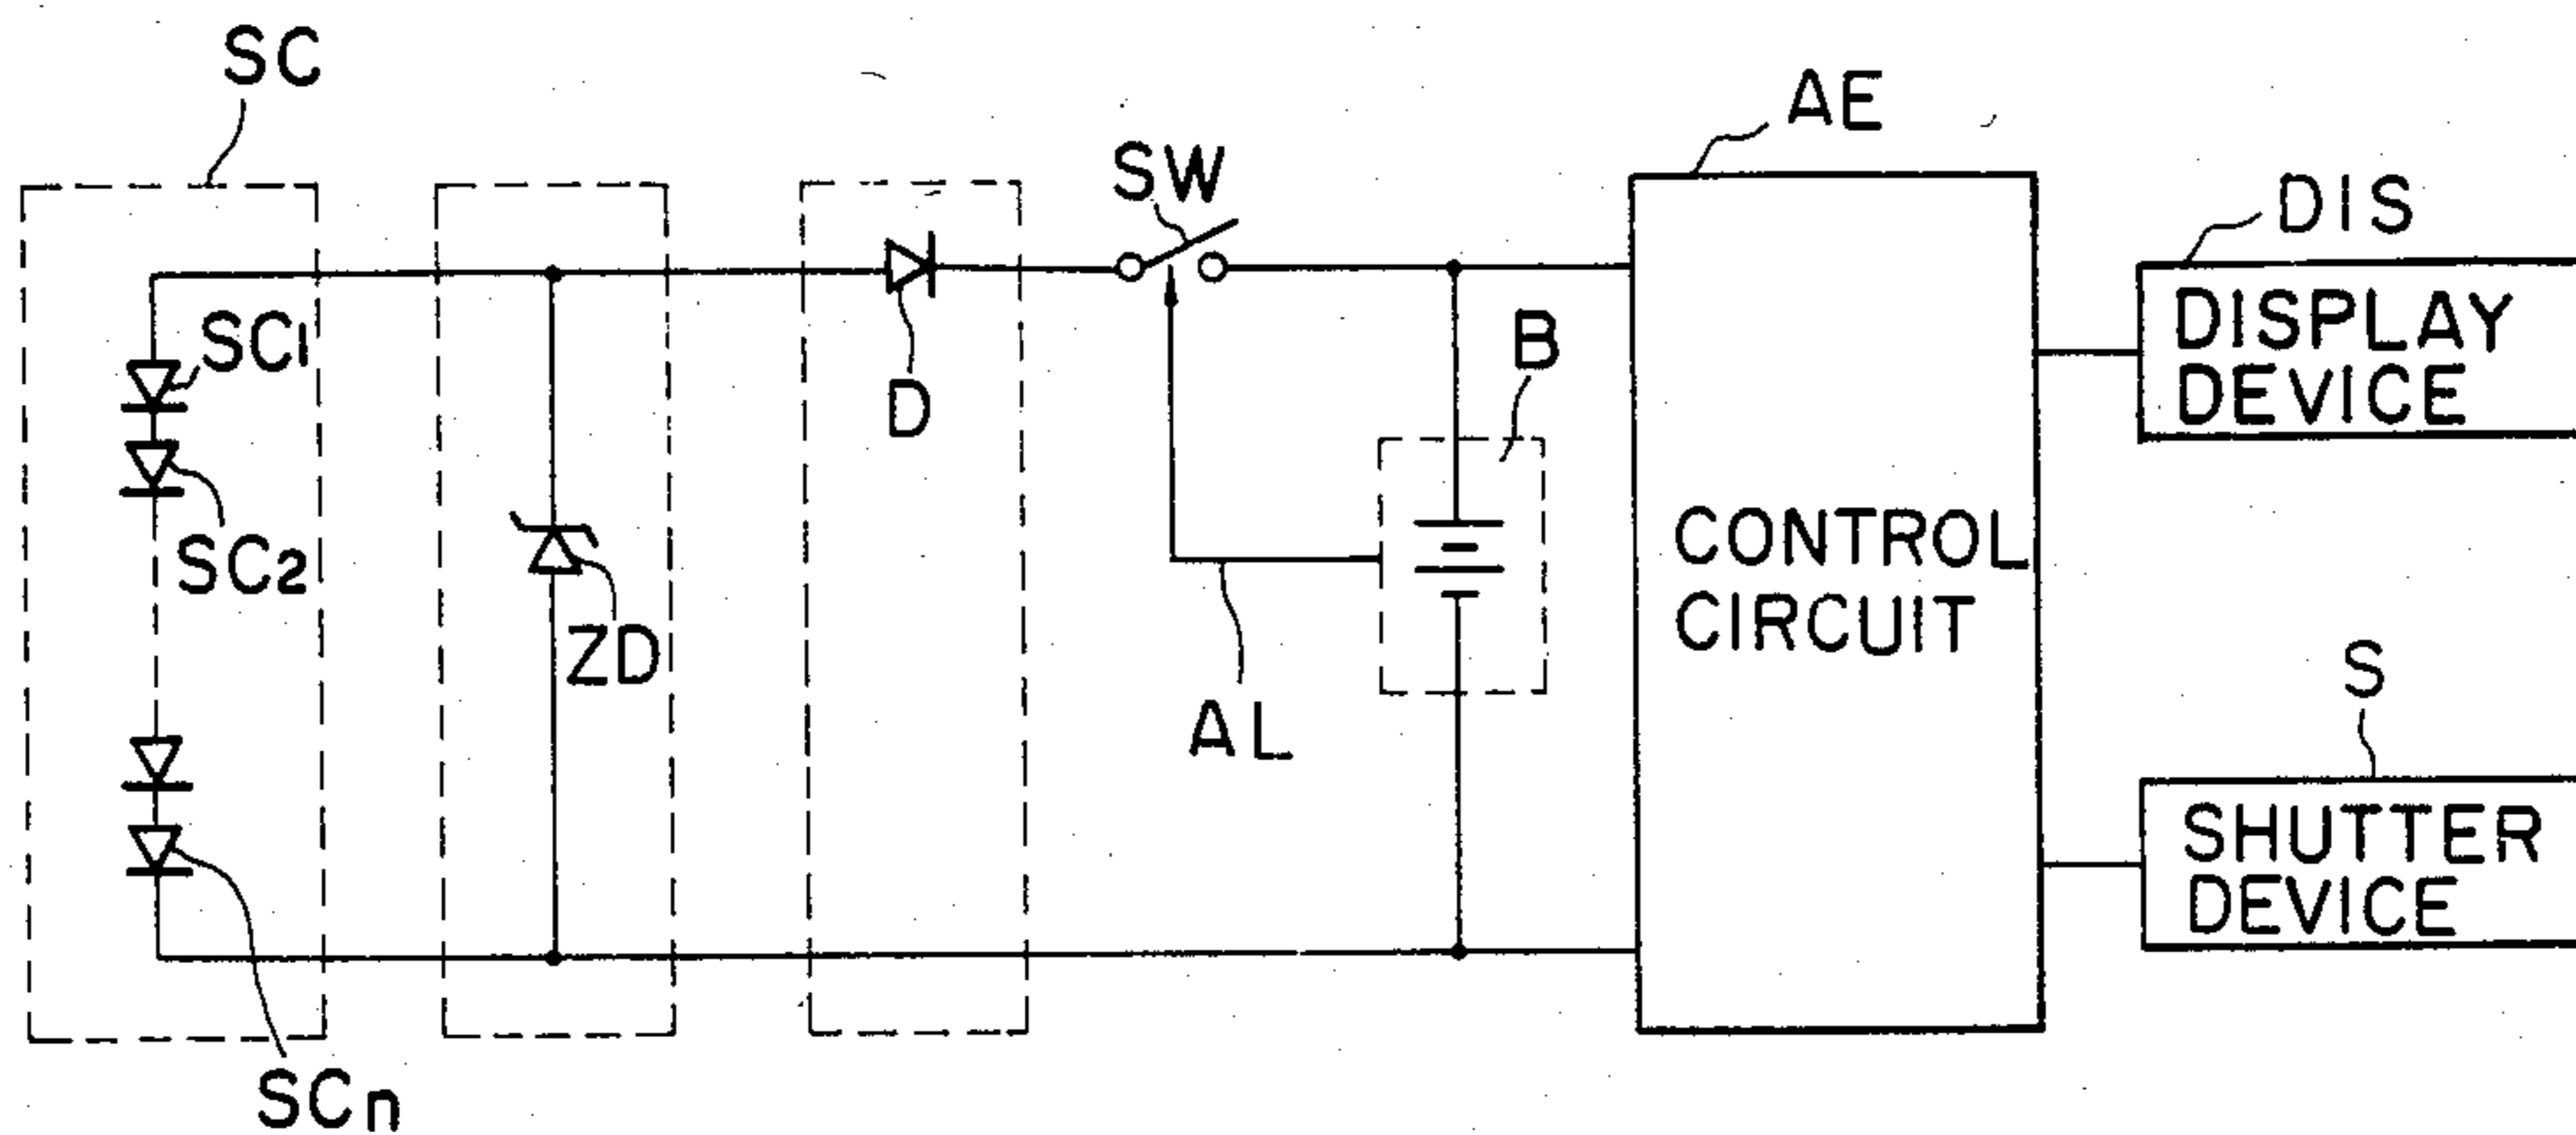 SC
AE
SW
DIS
DISPLAY
DEVICE
SC1
B
D
SC2
CONTROL
CIRCUIT
ZD
S
AL
SHUTTER
DEVICE
SCn